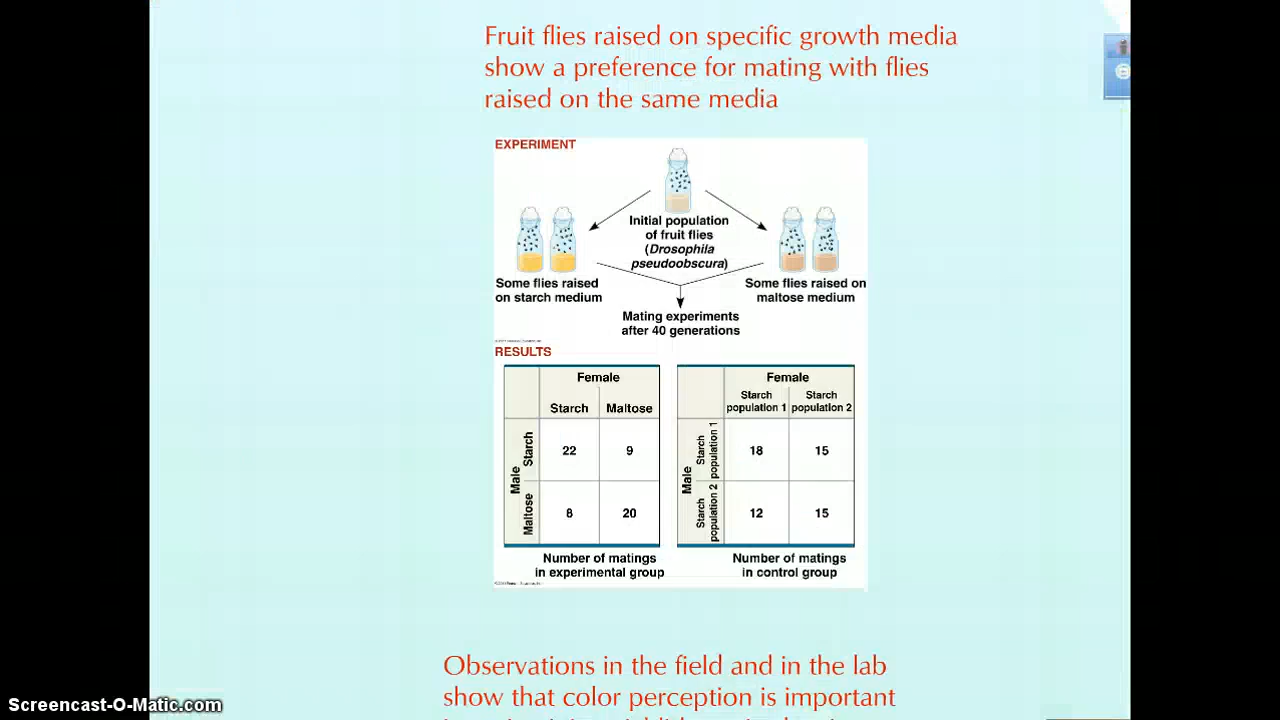 Fruit flies raised on specific growth media
show a preference for mating with flies
raised on the same media
EXPERIMENT
Initial population
of fruit flies
(Drosophila
pseudoobscura)
Some flies raised
on starch medium
Some flies raised on
maltose medium
Mating experiments
after 40 generations
RESULTS
Female
Starch Maltose
Male
Starch 22 9
Maltose 8 20
Number of matings
in experimental group
Female
Starch population 1 Starch population 2
Male
Starch population 1 18 15
Starch population 2 12 15
Number of matings
in control group
Observations in the field and in the lab
show that color perception is important
Screencast-O-Matic.com